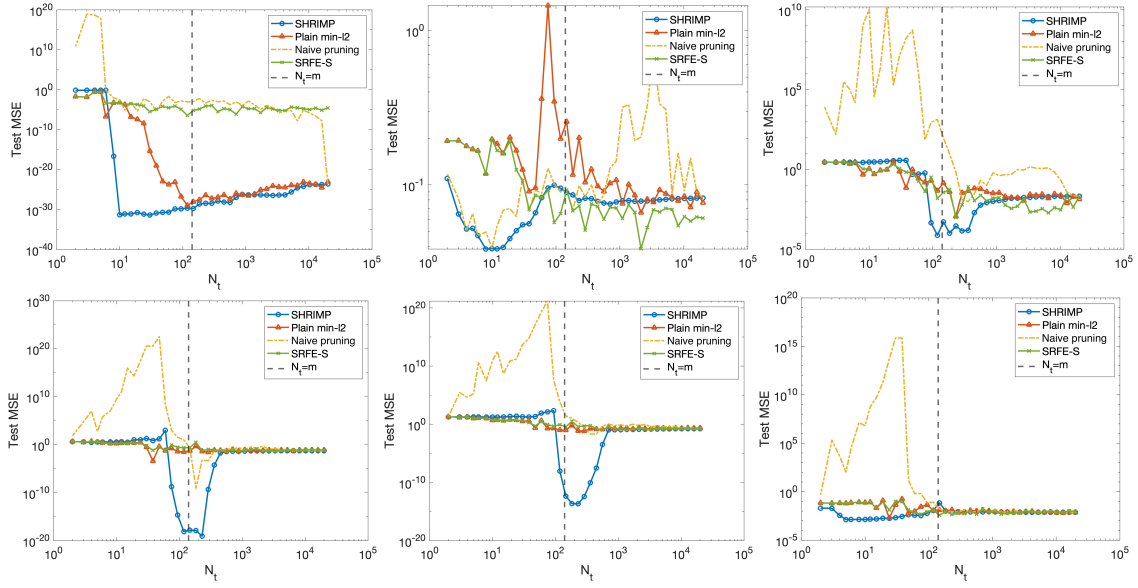 10^20
10^10
10^0
10^-10
10^-20
10^-30
10^-40
Test MSE
10^0 10^1 10^2 10^3 10^4 10^5
N_t
SHRIMP
Plain min-l2
Naive pruning
SRFE-S
N_t=m
10^0
10^-1
Test MSE
10^0 10^1 10^2 10^3 10^4 10^5
N_t
SHRIMP
Plain min-l2
Naive pruning
SRFE-S
N_t=m
10^10
10^5
10^0
10^-5
Test MSE
10^0 10^1 10^2 10^3 10^4 10^5
N_t
SHRIMP
Plain min-l2
Naive pruning
SRFE-S
N_t=m
10^30
10^20
10^10
10^0
10^-10
10^-20
Test MSE
10^0 10^1 10^2 10^3 10^4 10^5
N_t
SHRIMP
Plain min-l2
Naive pruning
SRFE-S
N_t=m
10^20
10^10
10^0
10^-10
10^-20
Test MSE
10^0 10^1 10^2 10^3 10^4 10^5
N_t
SHRIMP
Plain min-l2
Naive pruning
SRFE-S
N_t=m
10^20
10^15
10^10
10^5
10^0
10^-5
Test MSE
10^0 10^1 10^2 10^3 10^4 10^5
N_t
SHRIMP
Plain min-l2
Naive pruning
SRFE-S
N_t=m